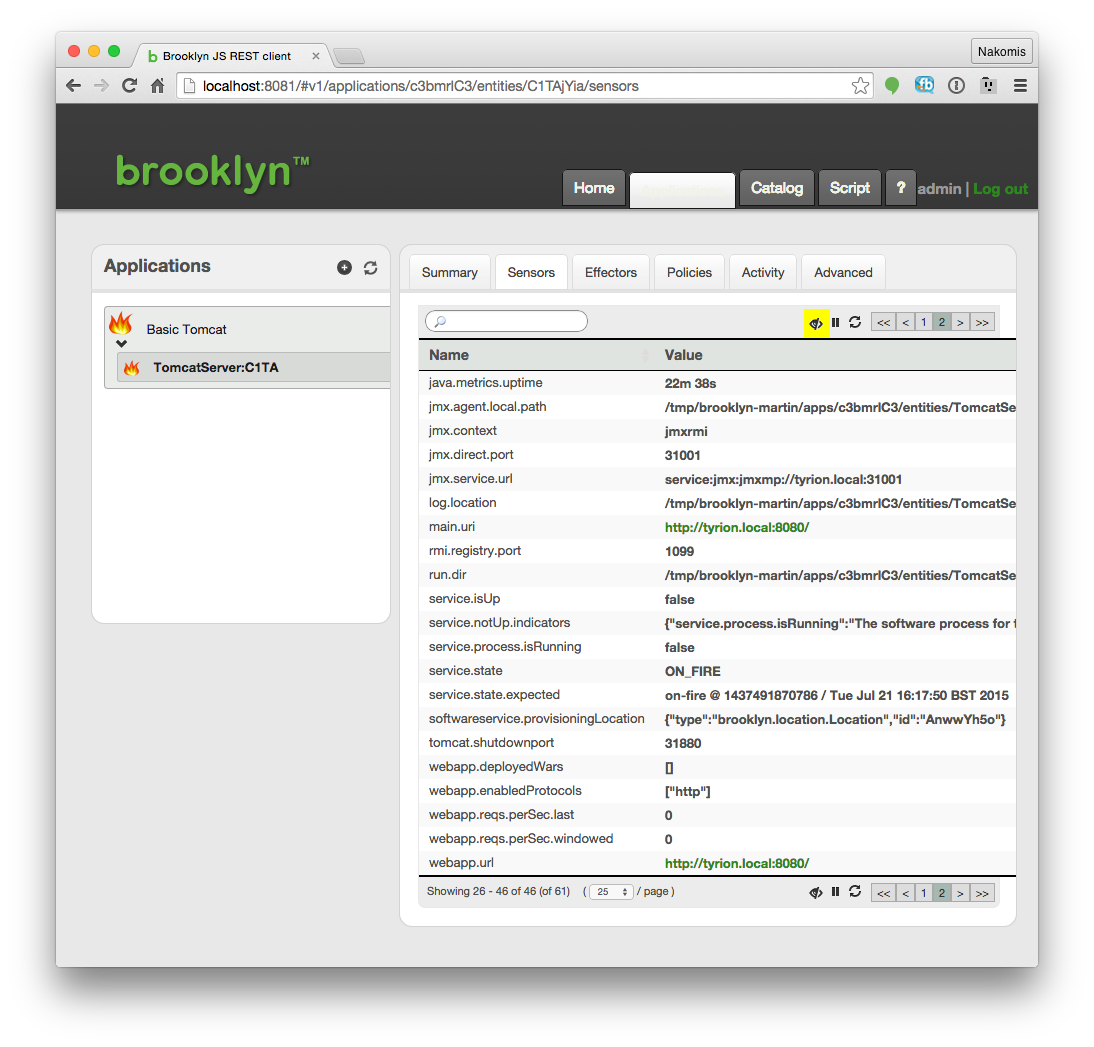 Brooklyn JS REST client
Nakomis
localhost:8081/#v1/applications/c3bmrlC3/entities/C1TAjYia/sensors
brooklyn™
Home Catalog Script ? admin | Log out
Applications
Summary Sensors Effectors Policies Activity Advanced
Basic Tomcat
TomcatServer:C1TA
<< < 1 2 > >>
Name Value
java.metrics.uptime 22m 38s
jmx.agent.local.path /tmp/brooklyn-martin/apps/c3bmrlC3/entities/TomcatSe
jmx.context jmxrmi
jmx.direct.port 31001
jmx.service.url service:jmx:jmxmp://tyrion.local:31001
log.location /tmp/brooklyn-martin/apps/c3bmrlC3/entities/TomcatSe
main.uri http://tyrion.local:8080/
rmi.registry.port 1099
run.dir /tmp/brooklyn-martin/apps/c3bmrlC3/entities/TomcatSe
service.isUp false
service.notUp.indicators {"service.process.isRunning":"The software process for
service.process.isRunning false
service.state ON_FIRE
service.state.expected on-fire @ 1437491870786 / Tue Jul 21 16:17:50 BST 2015
softwareservice.provisioningLocation {"type":"brooklyn.location.Location","id":"AnwwYh5o"}
tomcat.shutdownport 31880
webapp.deployedWars []
webapp.enabledProtocols ["http"]
webapp.reqs.perSec.last 0
webapp.reqs.perSec.windowed 0
webapp.url http://tyrion.local:8080/
Showing 26 - 46 of 46 (of 61) ( 25 / page ) << < 1 2 > >>